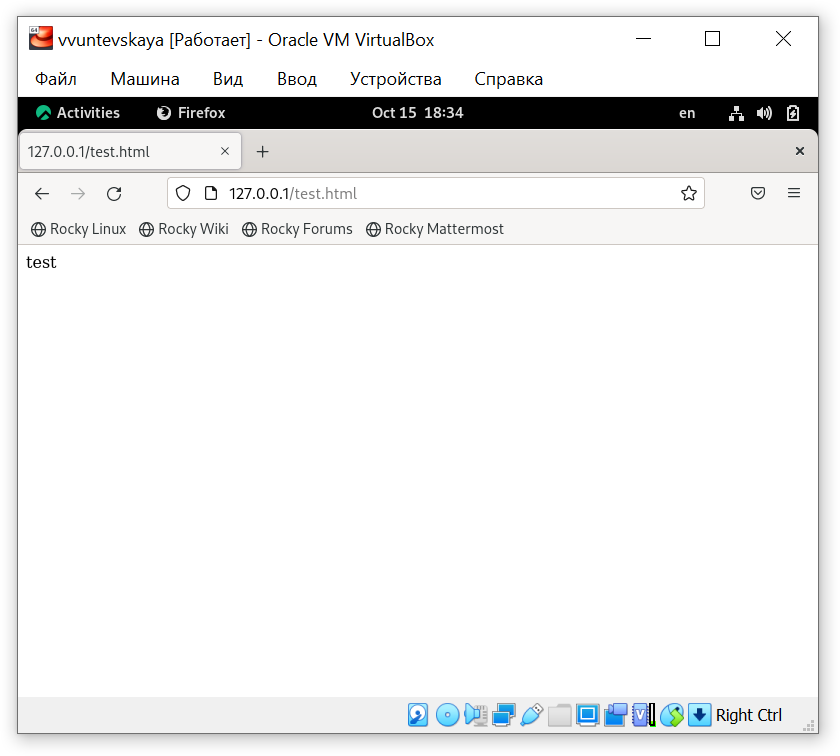 vvuntevskaya [Работает] - Oracle VM VirtualBox
Файл Машина Вид Ввод Устройства Справка
Activities Firefox Oct 15 18:34 en
127.0.0.1/test.html
127.0.0.1/test.html
Rocky Linux Rocky Wiki Rocky Forums Rocky Mattermost
test
Right Ctrl